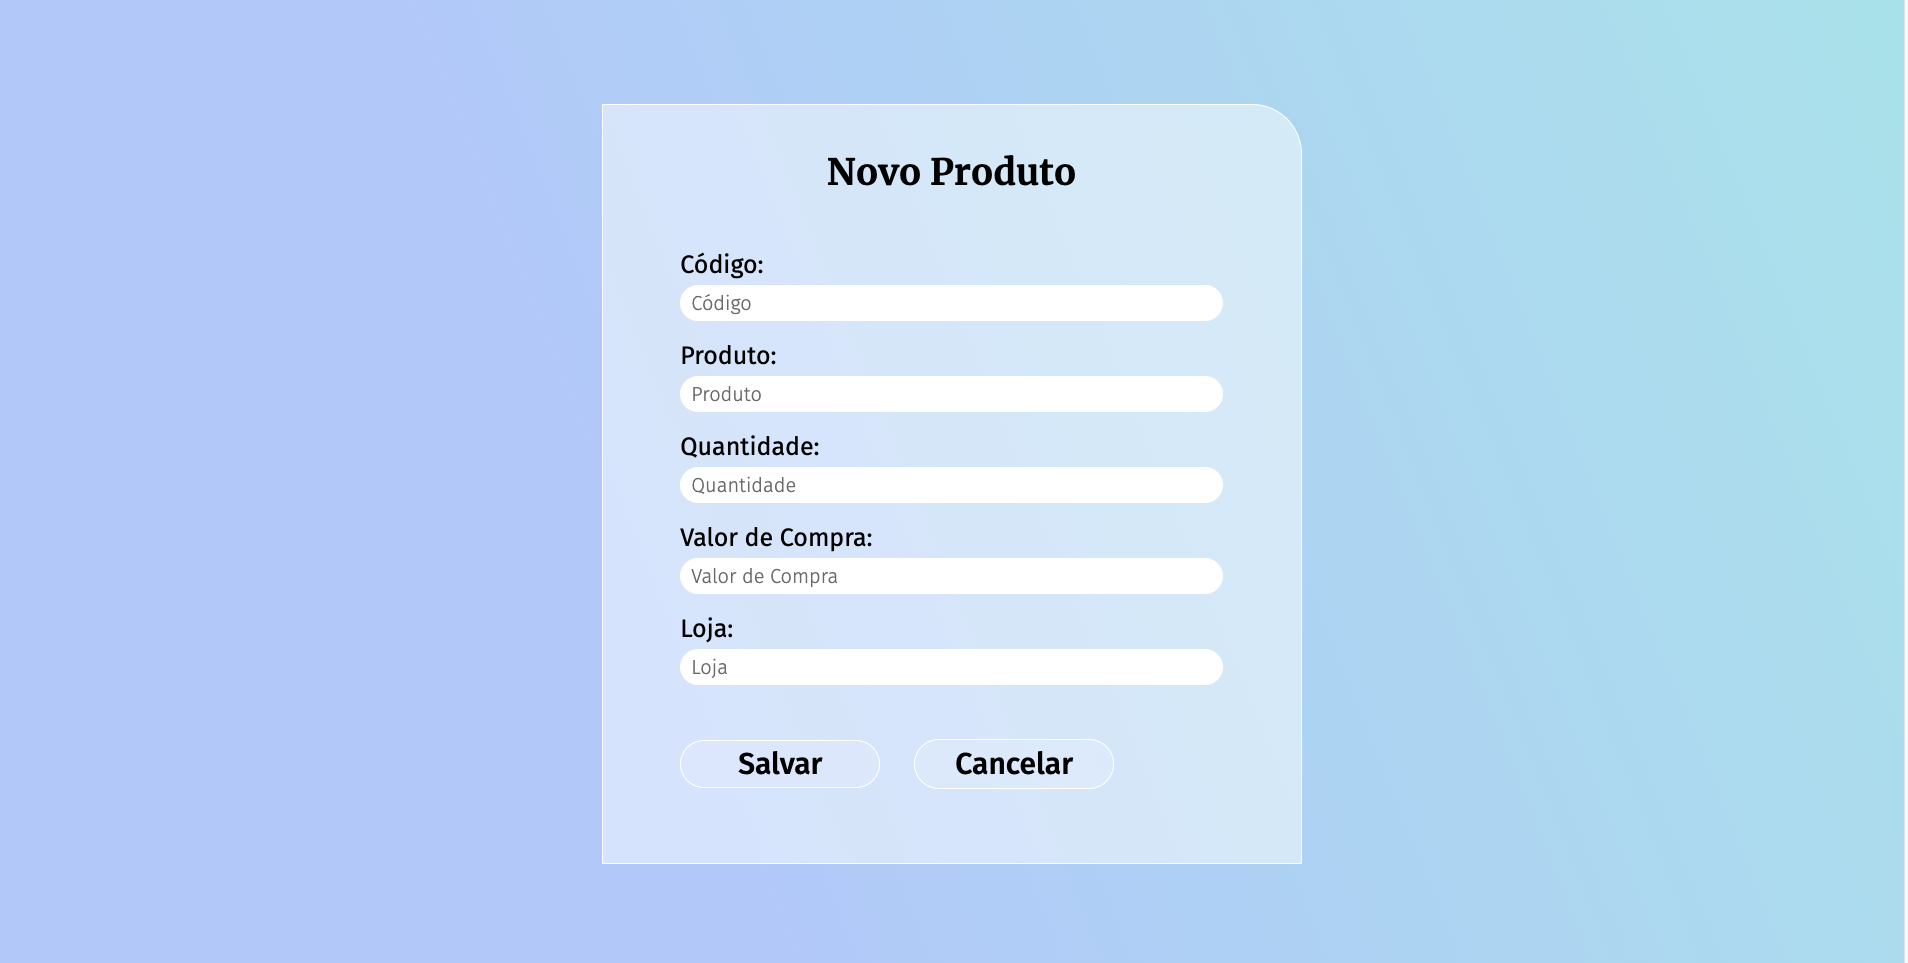 Novo Produto
Código:
Código
Produto:
Produto
Quantidade:
Quantidade
Valor de Compra:
Valor de Compra
Loja:
Loja
Salvar Cancelar